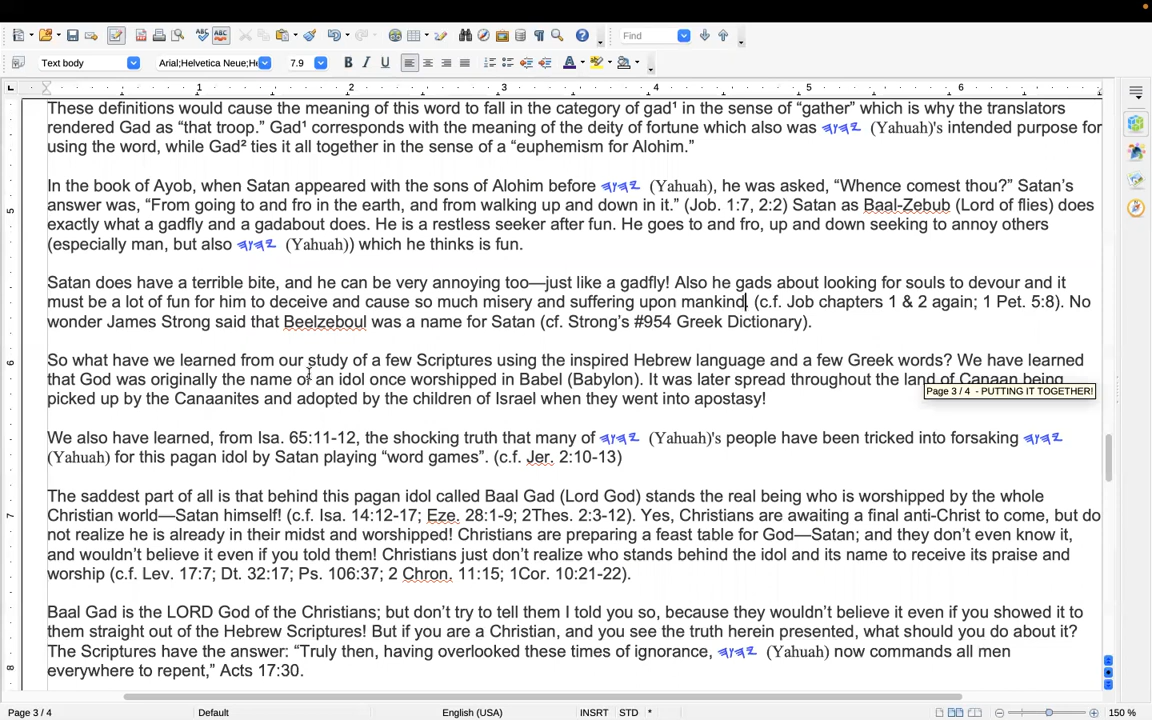 Find
Text body
Arial;Helvetica Neue;He
7.9
1 2 3 4 5 6
These definitions would cause the meaning of this word to fall in the category of gad¹ in the sense of “gather” which is why the translators
rendered Gad as “that troop.” Gad¹ corresponds with the meaning of the deity of fortune which also was 𐤉𐤄𐤅𐤄 (Yahuah)'s intended purpose for
using the word, while Gad² ties it all together in the sense of a “euphemism for Alohim.”
In the book of Ayob, when Satan appeared with the sons of Alohim before 𐤉𐤄𐤅𐤄 (Yahuah), he was asked, “Whence comest thou?” Satan’s
answer was, “From going to and fro in the earth, and from walking up and down in it.” (Job. 1:7, 2:2) Satan as Baal-Zebub (Lord of flies) does
exactly what a gadfly and a gadabout does. He is a restless seeker after fun. He goes to and fro, up and down seeking to annoy others
(especially man, but also 𐤉𐤄𐤅𐤄 (Yahuah)) which he thinks is fun.
Satan does have a terrible bite, and he can be very annoying too—just like a gadfly! Also he gads about looking for souls to devour and it
must be a lot of fun for him to deceive and cause so much misery and suffering upon mankind. (c.f. Job chapters 1 & 2 again; 1 Pet. 5:8). No
wonder James Strong said that Beelzeboul was a name for Satan (cf. Strong’s #954 Greek Dictionary).
So what have we learned from our study of a few Scriptures using the inspired Hebrew language and a few Greek words? We have learned
that God was originally the name of an idol once worshipped in Babel (Babylon). It was later spread throughout the land of Canaan being
picked up by the Canaanites and adopted by the children of Israel when they went into apostasy!
Page 3 / 4 - PUTTING IT TOGETHER!
We also have learned, from Isa. 65:11-12, the shocking truth that many of 𐤉𐤄𐤅𐤄 (Yahuah)'s people have been tricked into forsaking 𐤉𐤄𐤅𐤄
(Yahuah) for this pagan idol by Satan playing “word games”. (c.f. Jer. 2:10-13)
The saddest part of all is that behind this pagan idol called Baal Gad (Lord God) stands the real being who is worshipped by the whole
Christian world—Satan himself! (c.f. Isa. 14:12-17; Eze. 28:1-9; 2Thes. 2:3-12). Yes, Christians are awaiting a final anti-Christ to come, but do
not realize he is already in their midst and worshipped! Christians are preparing a feast table for God—Satan; and they don’t even know it,
and wouldn’t believe it even if you told them! Christians just don’t realize who stands behind the idol and its name to receive its praise and
worship (c.f. Lev. 17:7; Dt. 32:17; Ps. 106:37; 2 Chron. 11:15; 1Cor. 10:21-22).
Baal Gad is the LORD God of the Christians; but don’t try to tell them I told you so, because they wouldn’t believe it even if you showed it to
them straight out of the Hebrew Scriptures! But if you are a Christian, and you see the truth herein presented, what should you do about it?
The Scriptures have the answer: “Truly then, having overlooked these times of ignorance, 𐤉𐤄𐤅𐤄 (Yahuah) now commands all men
everywhere to repent,” Acts 17:30.
5
6
7
8
Page 3 / 4
Default
English (USA)
INSRT
STD
*
150 %